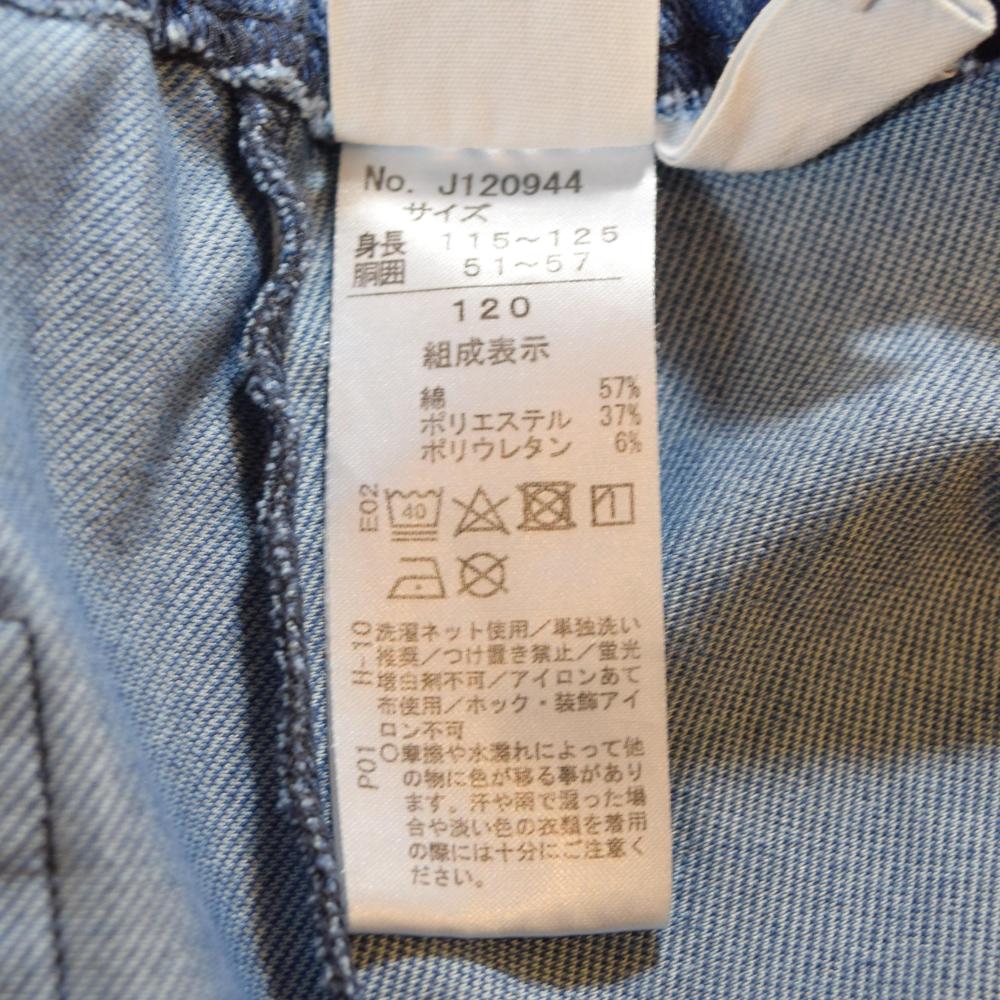 No. J120944
サイズ
身長 115～125
胴囲 51～57
120
組成表示
綿 57%
ポリエステル 37%
ポリウレタン 6%
E02
40
1
H-10
洗濯ネット使用／単独洗い
推奨／つけ置き禁止／蛍光
増白剤不可／アイロンあて
布使用／ホック・装飾アイ
ロン不可
P01
○摩擦や水濡れによって他
の物に色が移る事があり
ます。汗や雨で湿った場
合や淡い色の衣類を着用
の際には十分にご注意く
ださい。